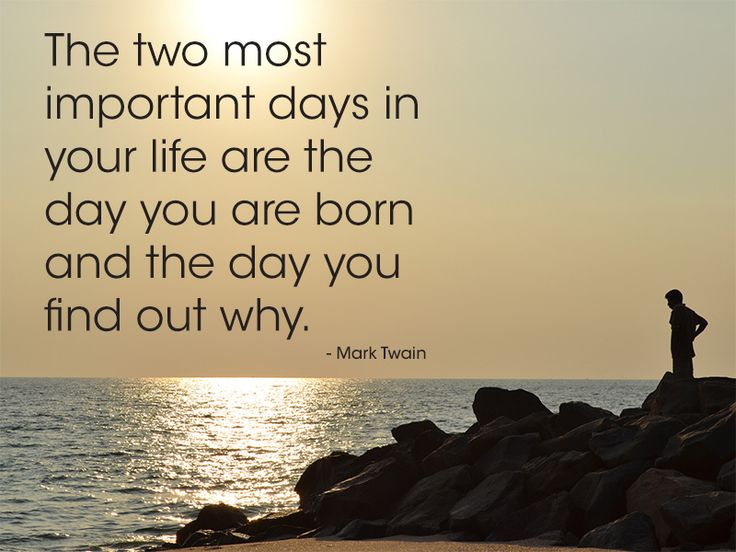 The two most
important days in
your life are the
day you are born
and the day you
find out why.
- Mark Twain